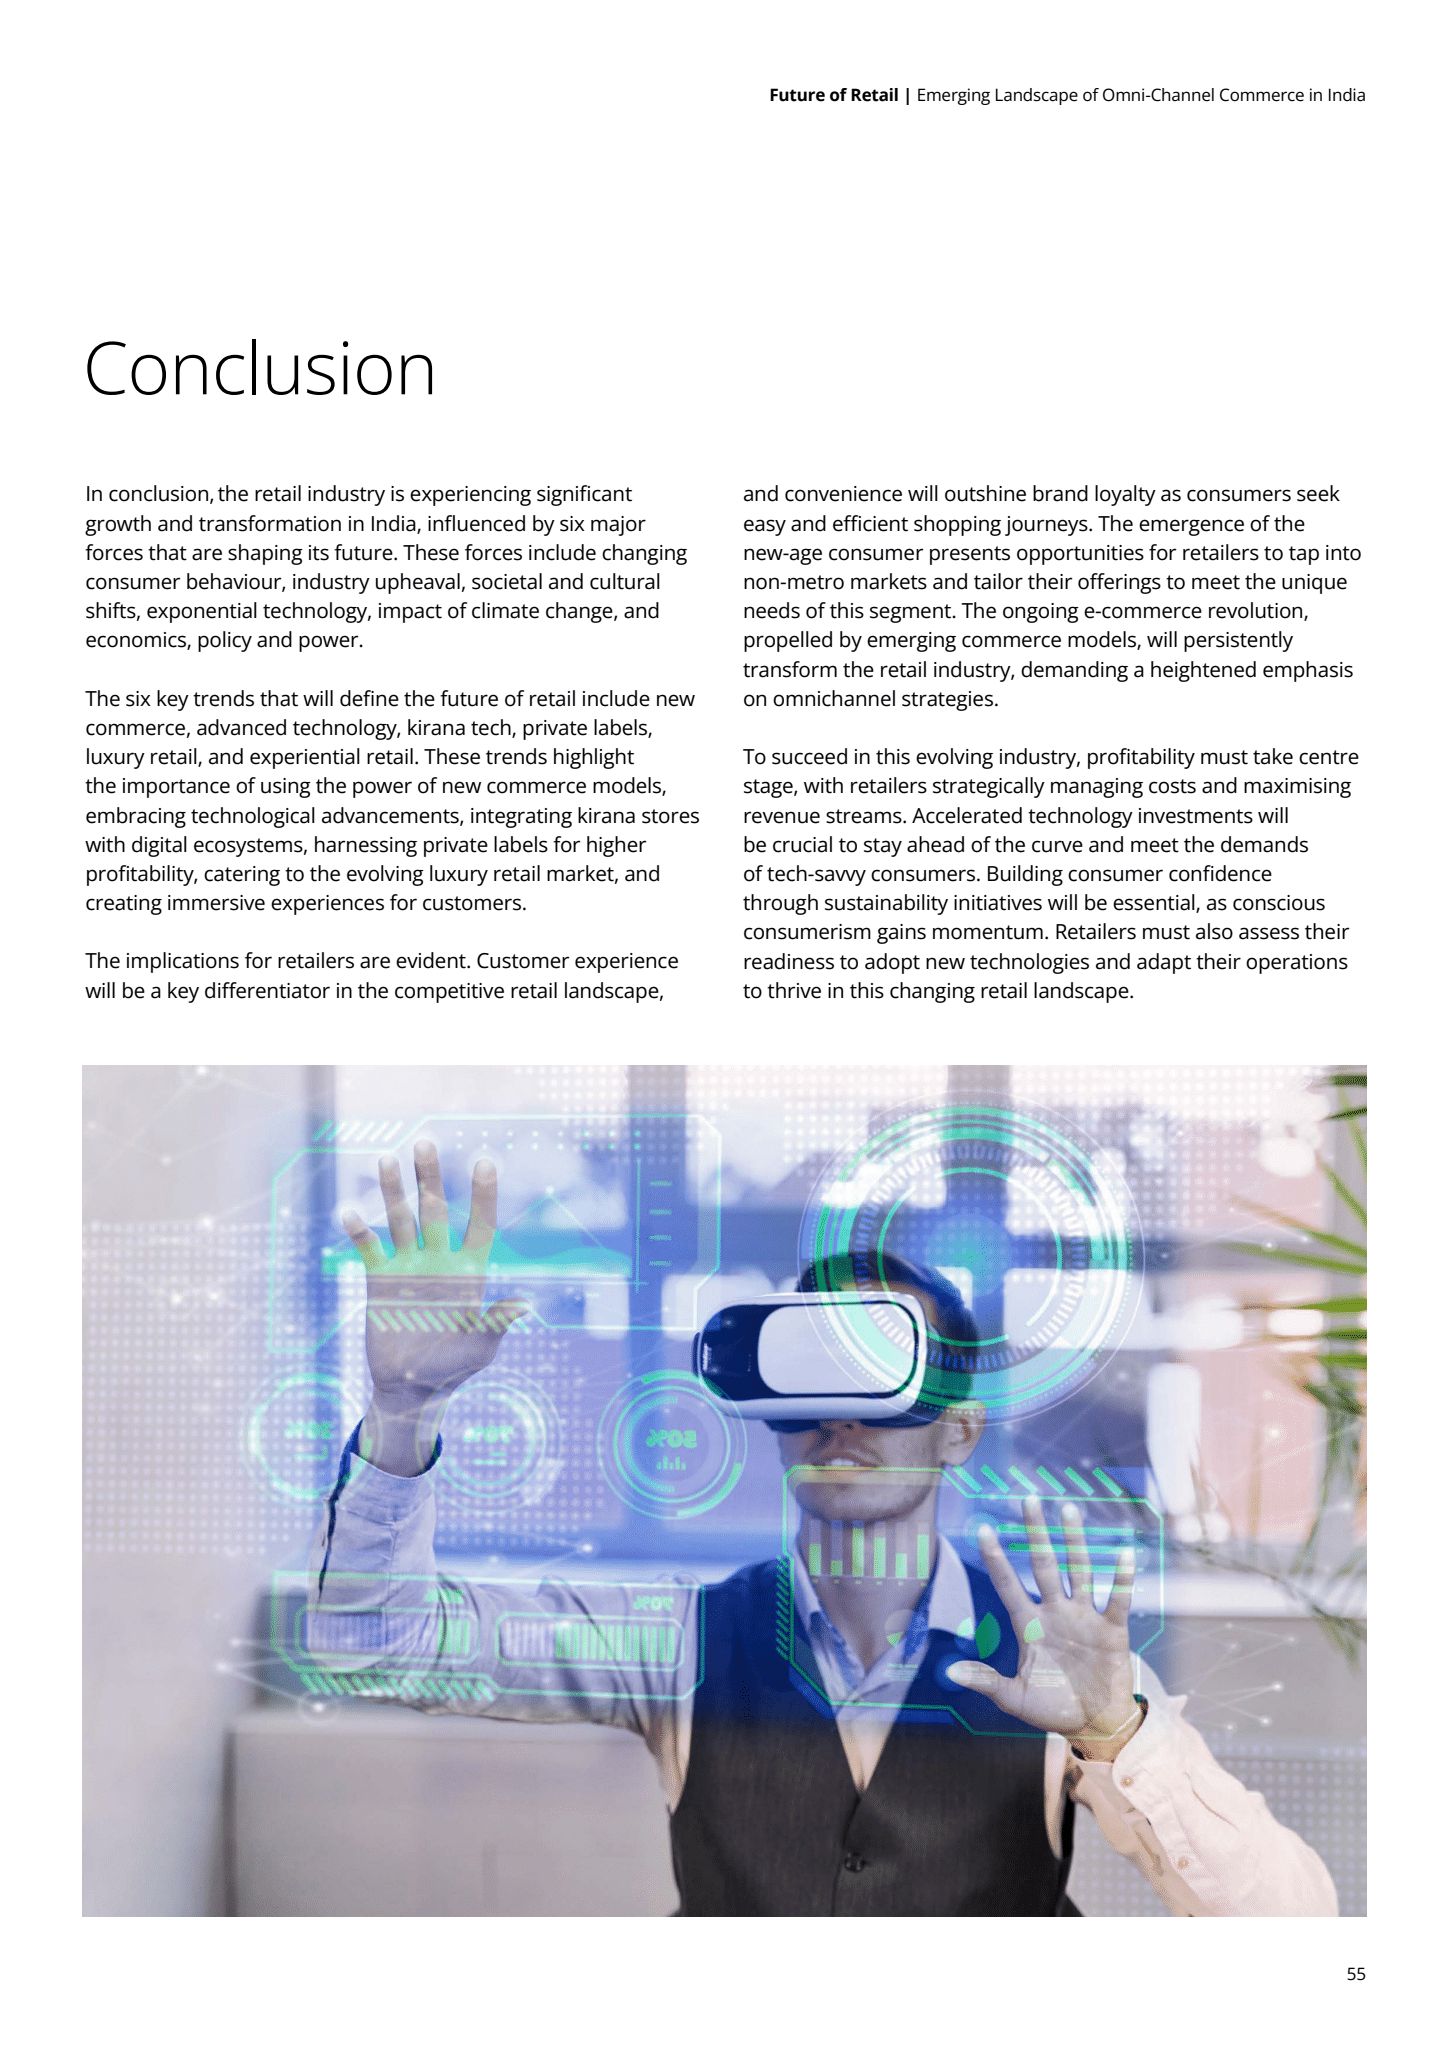 Future of Retail | Emerging Landscape of Omni-Channel Commerce in India
Conclusion
In conclusion, the retail industry is experiencing significant
growth and transformation in India, influenced by six major
forces that are shaping its future. These forces include changing
consumer behaviour, industry upheaval, societal and cultural
shifts, exponential technology, impact of climate change, and
economics, policy and power.
The six key trends that will define the future of retail include new
commerce, advanced technology, kirana tech, private labels,
luxury retail, and experiential retail. These trends highlight
the importance of using the power of new commerce models,
embracing technological advancements, integrating kirana stores
with digital ecosystems, harnessing private labels for higher
profitability, catering to the evolving luxury retail market, and
creating immersive experiences for customers.
The implications for retailers are evident. Customer experience
will be a key differentiator in the competitive retail landscape,
and convenience will outshine brand loyalty as consumers seek
easy and efficient shopping journeys. The emergence of the
new-age consumer presents opportunities for retailers to tap into
non-metro markets and tailor their offerings to meet the unique
needs of this segment. The ongoing e-commerce revolution,
propelled by emerging commerce models, will persistently
transform the retail industry, demanding a heightened emphasis
on omnichannel strategies.
To succeed in this evolving industry, profitability must take centre
stage, with retailers strategically managing costs and maximising
revenue streams. Accelerated technology investments will
be crucial to stay ahead of the curve and meet the demands
of tech-savvy consumers. Building consumer confidence
through sustainability initiatives will be essential, as conscious
consumerism gains momentum. Retailers must also assess their
readiness to adopt new technologies and adapt their operations
to thrive in this changing retail landscape.
70%
50%
70%
55